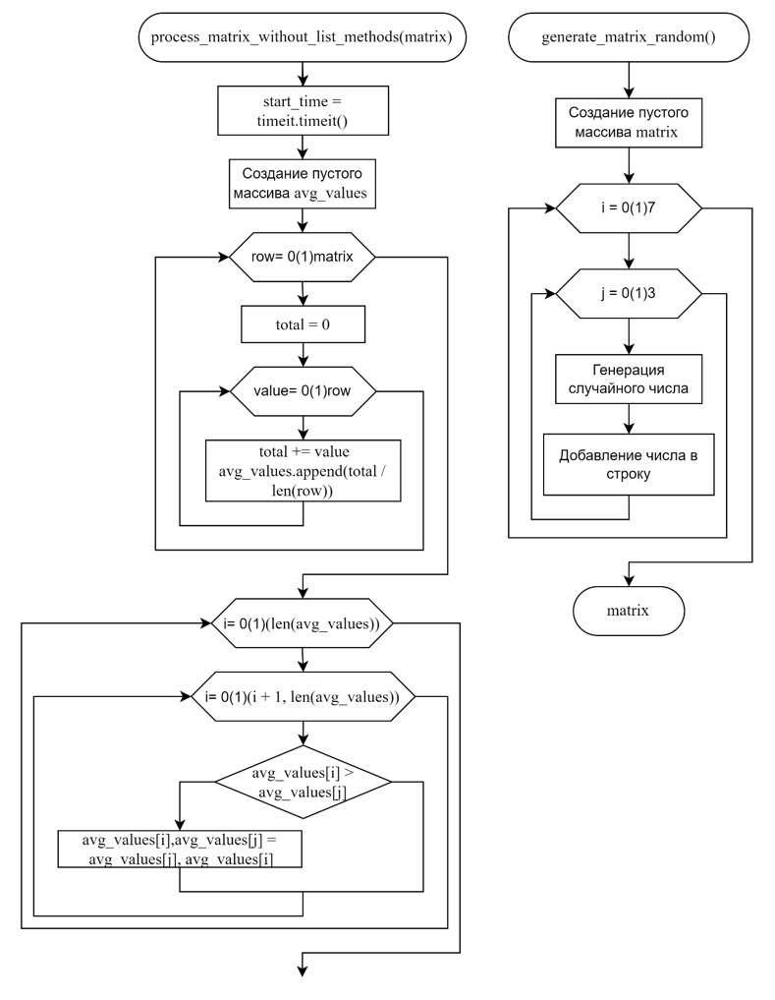 process_matrix_without_list_methods(matrix)
start_time =
timeit.timeit()
Создание пустого
массива avg_values
row= 0(1)matrix
total = 0
value= 0(1)row
total += value
avg_values.append(total /
len(row))
i= 0(1)(len(avg_values))
i= 0(1)(i + 1, len(avg_values))
avg_values[i] >
avg_values[j]
avg_values[i],avg_values[j] =
avg_values[j], avg_values[i]
generate_matrix_random()
Создание пустого
массива matrix
i = 0(1)7
j = 0(1)3
Генерация
случайного числа
Добавление числа в
строку
matrix